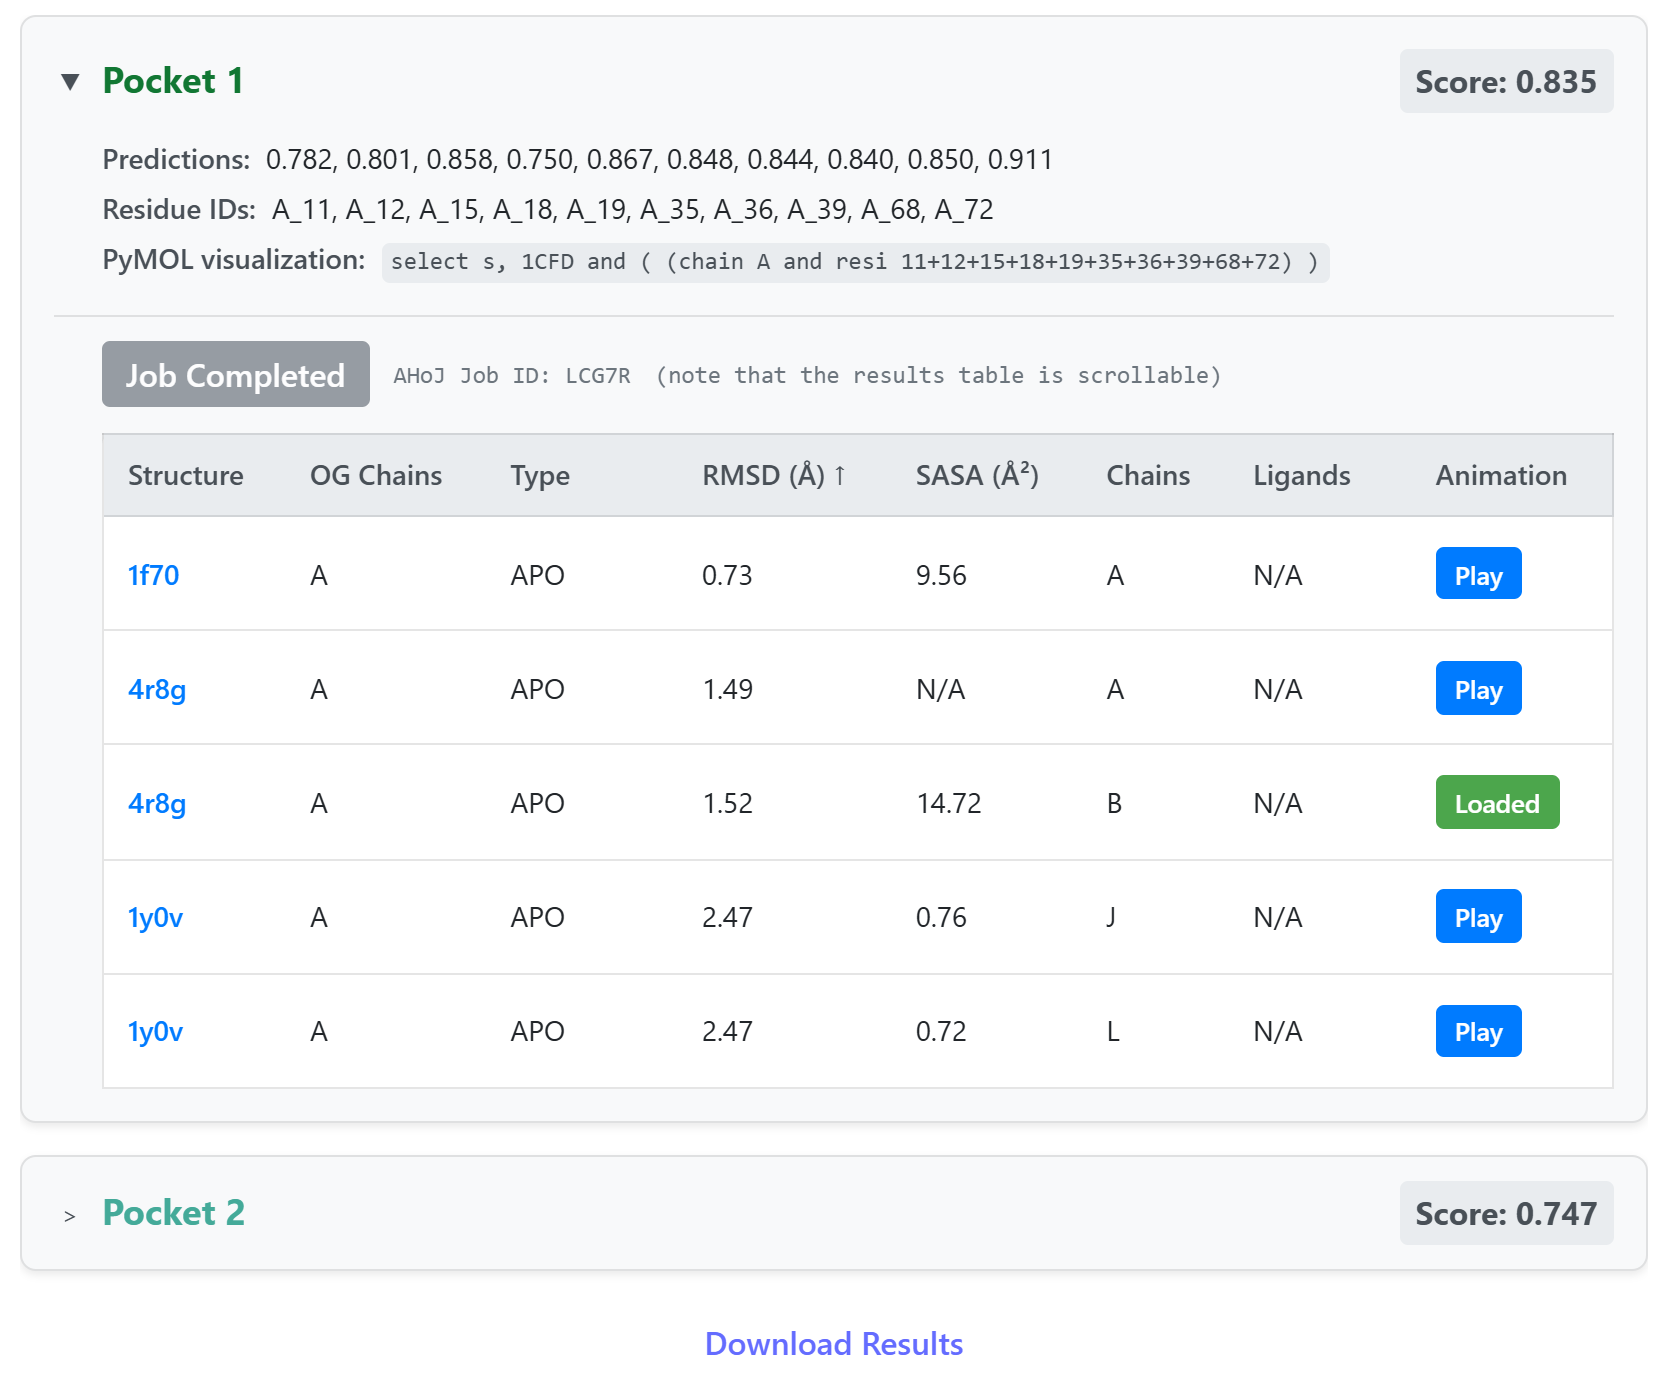 ▼ Pocket 1 Score: 0.835
Predictions: 0.782, 0.801, 0.858, 0.750, 0.867, 0.848, 0.844, 0.840, 0.850, 0.911
Residue IDs: A_11, A_12, A_15, A_18, A_19, A_35, A_36, A_39, A_68, A_72
PyMOL visualization: select s, 1CFD and ( (chain A and resi 11+12+15+18+19+35+36+39+68+72) )
Job Completed AHoJ Job ID: LCG7R (note that the results table is scrollable)
Structure OG Chains Type RMSD (Å) ↑ SASA (Å²) Chains Ligands Animation
1f70 A APO 0.73 9.56 A N/A Play
4r8g A APO 1.49 N/A A N/A Play
4r8g A APO 1.52 14.72 B N/A Loaded
1y0v A APO 2.47 0.76 J N/A Play
1y0v A APO 2.47 0.72 L N/A Play
> Pocket 2 Score: 0.747
Download Results